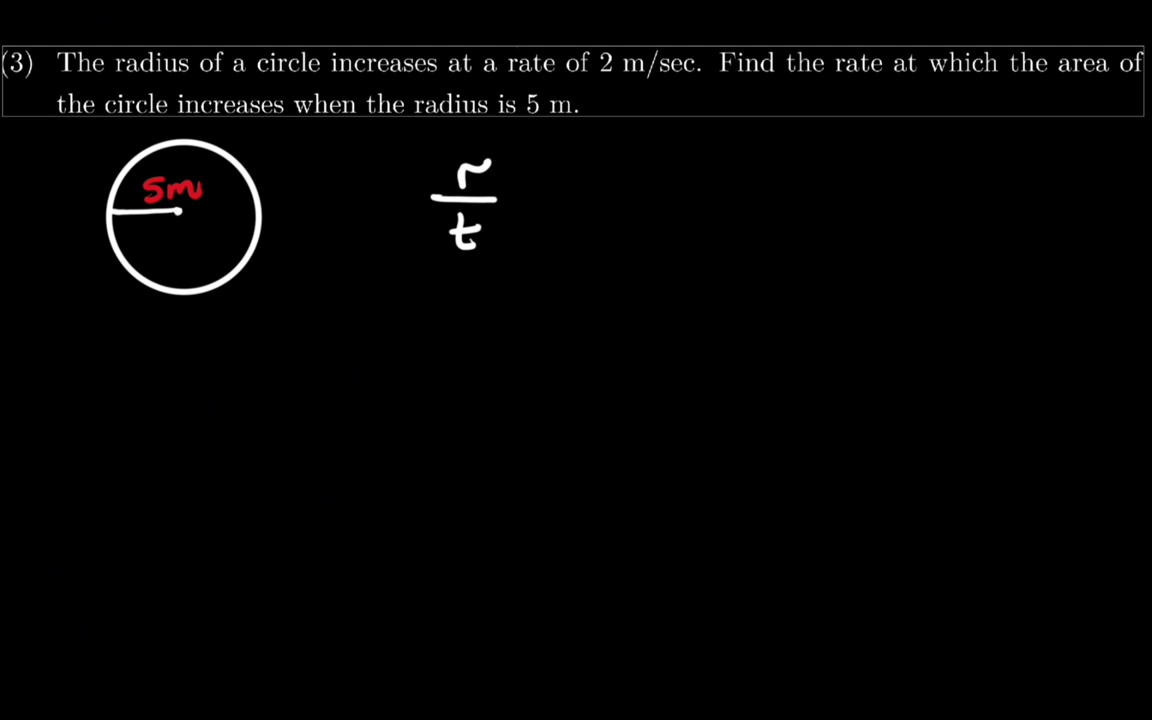 (3) The radius of a circle increases at a rate of 2 m/sec. Find the rate at which the area of
the circle increases when the radius is 5 m.
5m
r
t